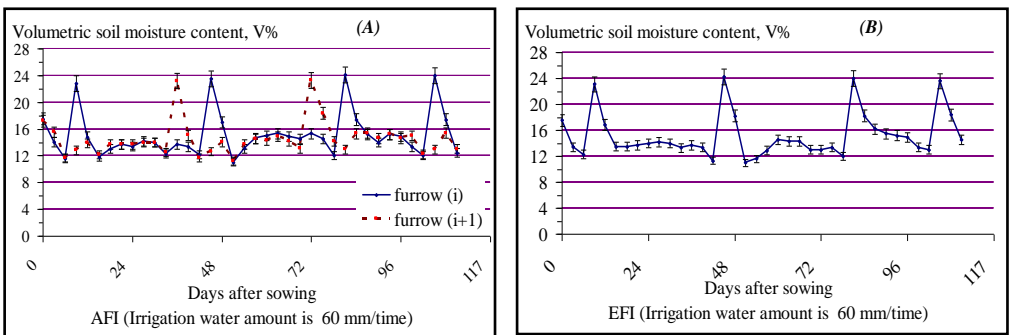 Volumetric soil moisture content, V% (A)
28
24
20
16
12
8
4
0
furrow (i)
furrow (i+1)
0 24 48 72 96 117
Days after sowing
AFI (Irrigation water amount is 60 mm/time)
Volumetric soil moisture content, V% (B)
28
24
20
16
12
8
4
0
0 24 48 72 96 117
Days after sowing
EFI (Irrigation water amount is 60 mm/time)